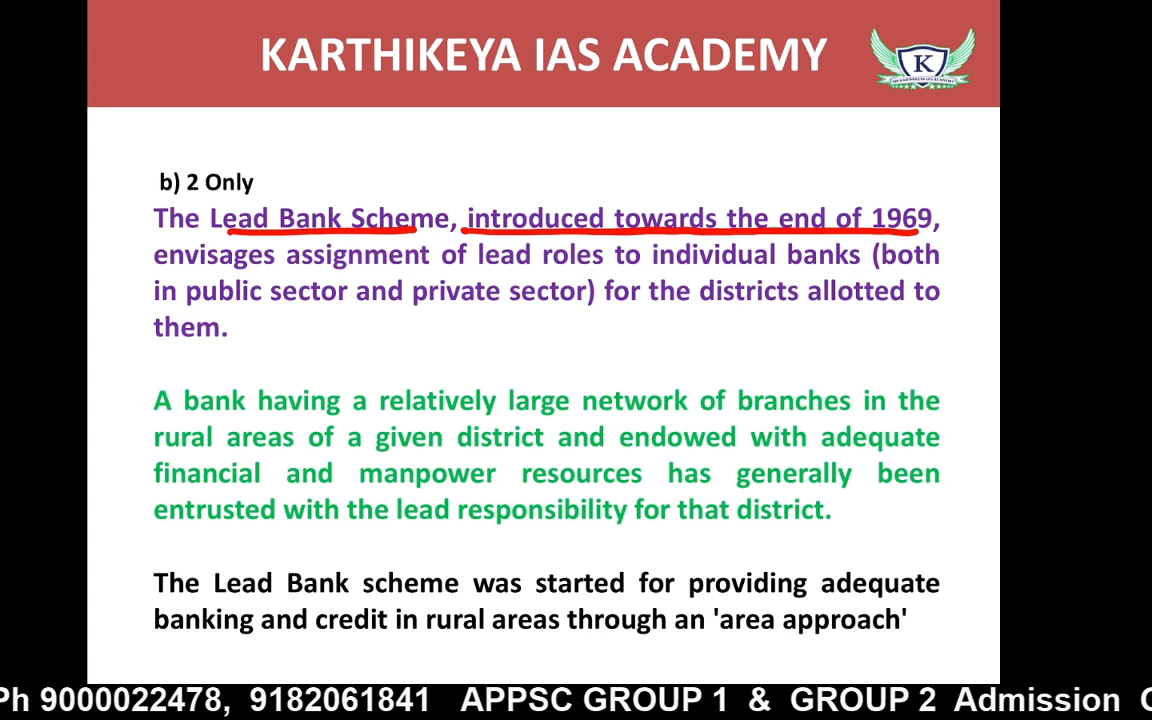 KARTHIKEYA IAS ACADEMY
K
b) 2 Only
The Lead Bank Scheme, introduced towards the end of 1969,
envisages assignment of lead roles to individual banks (both
in public sector and private sector) for the districts allotted to
them.
A bank having a relatively large network of branches in the
rural areas of a given district and endowed with adequate
financial and manpower resources has generally been
entrusted with the lead responsibility for that district.
The Lead Bank scheme was started for providing adequate
banking and credit in rural areas through an 'area approach'
Ph 9000022478, 9182061841 APPSC GROUP 1 & GROUP 2 Admission